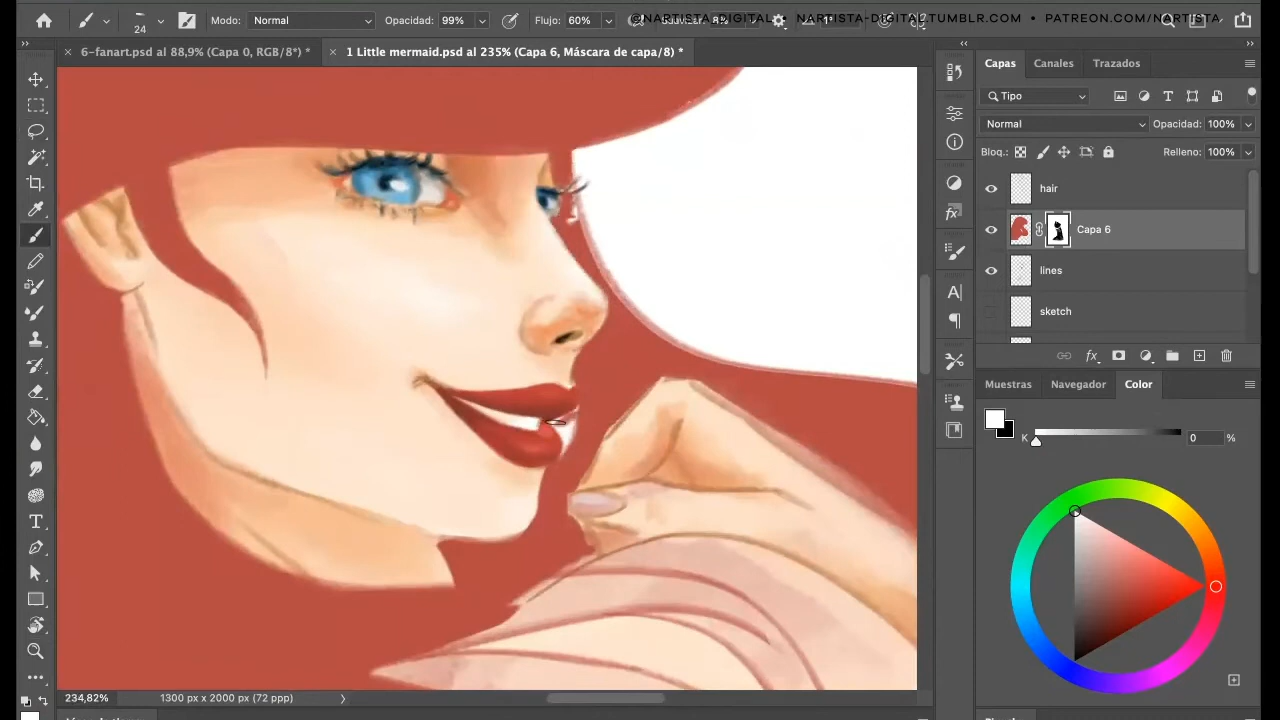 @NARTISTA_DIGITAL • NARTISTA-DIGITAL.TUMBLR.COM • PATREON.COM/NARTISTA
24
Modo: Normal
Opacidad: 99%
Flujo: 60%
1°
× 6-fanart.psd al 88,9% (Capa 0, RGB/8*) *
× 1 Little mermaid.psd al 235% (Capa 6, Máscara de capa/8) *
Capas Canales Trazados
Tipo
Normal Opacidad: 100%
Bloq.: Relleno: 100%
hair
Capa 6
lines
sketch
fx
Muestras Navegador Color
K 0 %
234,82% 1300 px x 2000 px (72 ppp)